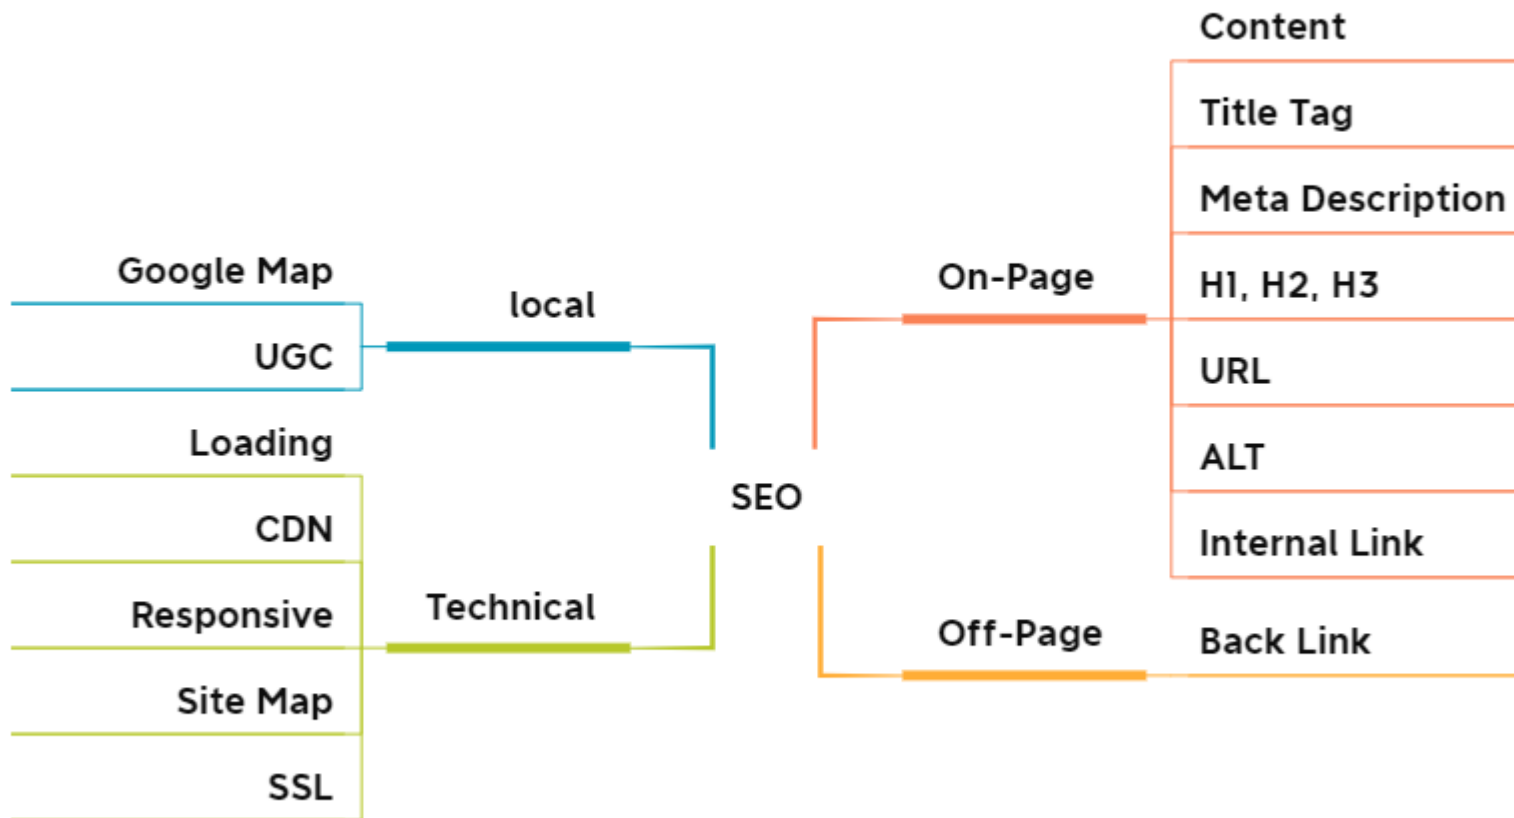 Content
Title Tag
Meta Description
H1, H2, H3
URL
ALT
Internal Link
On-Page
Google Map
UGC
local
Loading
CDN
Responsive
Site Map
SSL
Technical
SEO
Off-Page
Back Link